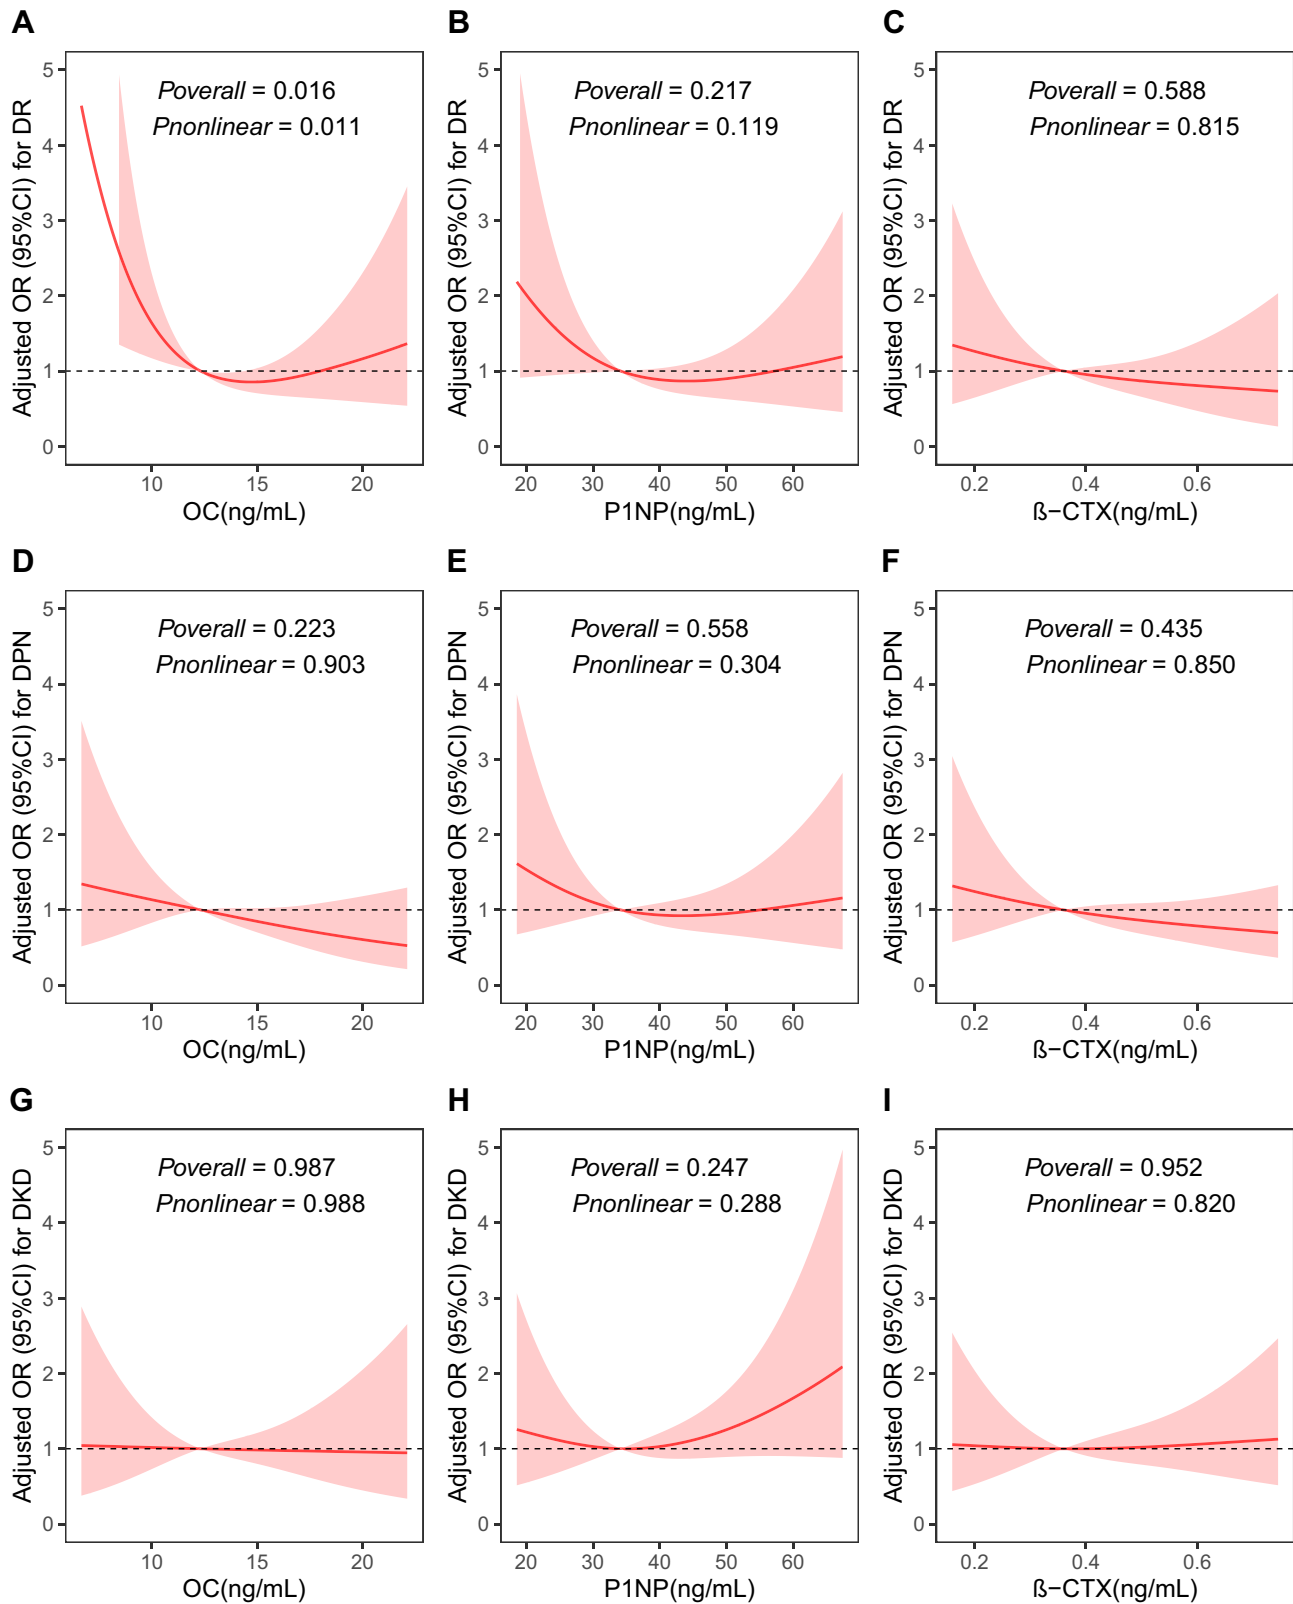 A
Adjusted OR (95%CI) for DR
Poverall = 0.016
Pnonlinear = 0.011
5
4
3
2
1
0
10 15 20
OC(ng/mL)
B
Adjusted OR (95%CI) for DR
Poverall = 0.217
Pnonlinear = 0.119
5
4
3
2
1
0
20 30 40 50 60
P1NP(ng/mL)
C
Adjusted OR (95%CI) for DR
Poverall = 0.588
Pnonlinear = 0.815
5
4
3
2
1
0
0.2 0.4 0.6
ß−CTX(ng/mL)
D
Adjusted OR (95%CI) for DPN
Poverall = 0.223
Pnonlinear = 0.903
5
4
3
2
1
0
10 15 20
OC(ng/mL)
E
Adjusted OR (95%CI) for DPN
Poverall = 0.558
Pnonlinear = 0.304
5
4
3
2
1
0
20 30 40 50 60
P1NP(ng/mL)
F
Adjusted OR (95%CI) for DPN
Poverall = 0.435
Pnonlinear = 0.850
5
4
3
2
1
0
0.2 0.4 0.6
ß−CTX(ng/mL)
G
Adjusted OR (95%CI) for DKD
Poverall = 0.987
Pnonlinear = 0.988
5
4
3
2
1
0
10 15 20
OC(ng/mL)
H
Adjusted OR (95%CI) for DKD
Poverall = 0.247
Pnonlinear = 0.288
5
4
3
2
1
0
20 30 40 50 60
P1NP(ng/mL)
I
Adjusted OR (95%CI) for DKD
Poverall = 0.952
Pnonlinear = 0.820
5
4
3
2
1
0
0.2 0.4 0.6
ß−CTX(ng/mL)